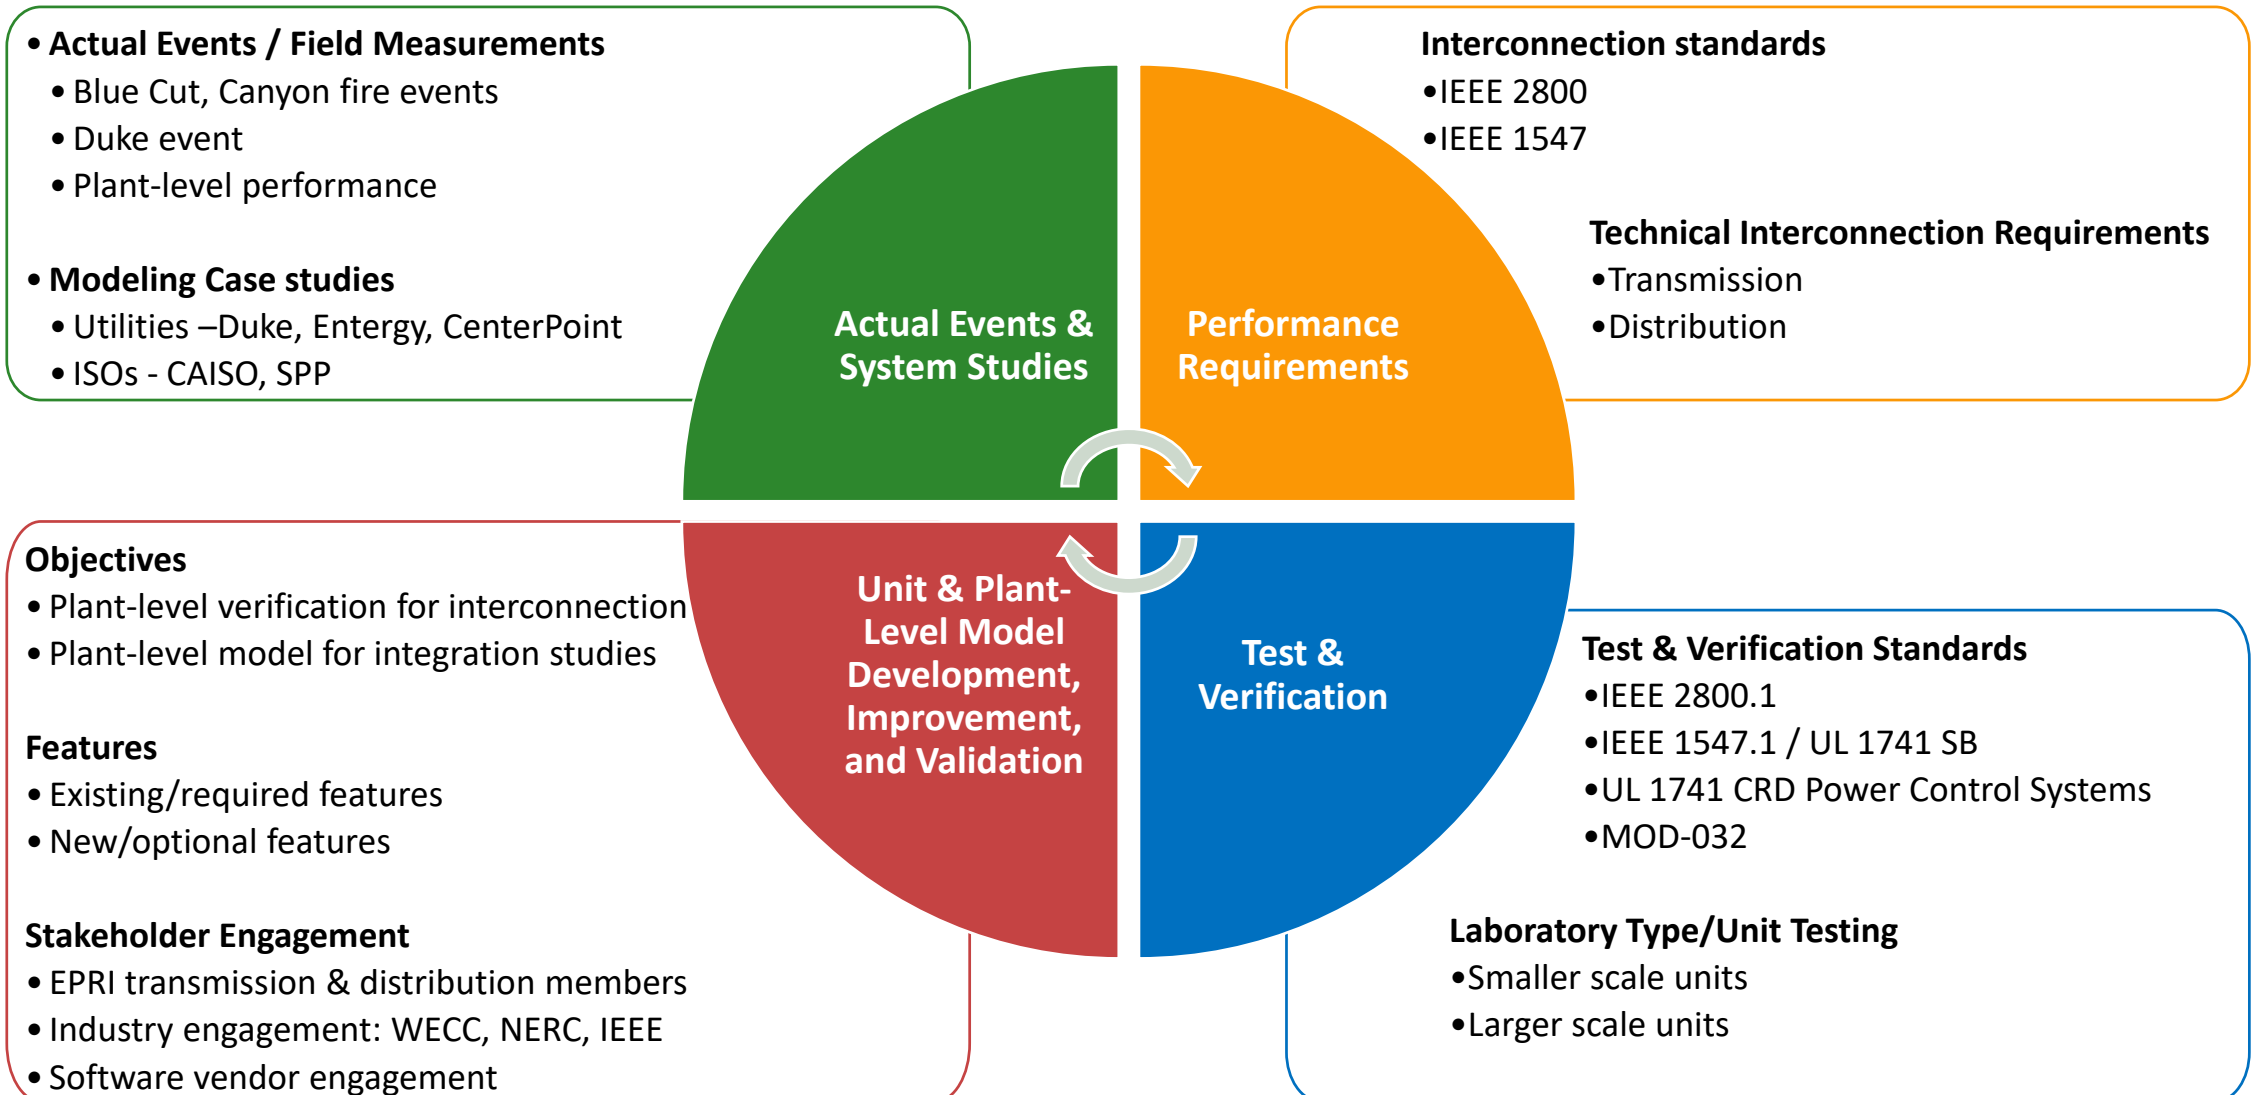 • Actual Events / Field Measurements
• Blue Cut, Canyon fire events
• Duke event
• Plant-level performance
• Modeling Case studies
• Utilities –Duke, Entergy, CenterPoint
• ISOs - CAISO, SPP
Interconnection standards
•IEEE 2800
•IEEE 1547
Technical Interconnection Requirements
•Transmission
•Distribution
Actual Events &
System Studies
Performance
Requirements
Unit & Plant-
Level Model
Development,
Improvement,
and Validation
Test &
Verification
Objectives
• Plant-level verification for interconnection
• Plant-level model for integration studies
Features
• Existing/required features
• New/optional features
Stakeholder Engagement
• EPRI transmission & distribution members
• Industry engagement: WECC, NERC, IEEE
• Software vendor engagement
Test & Verification Standards
•IEEE 2800.1
•IEEE 1547.1 / UL 1741 SB
•UL 1741 CRD Power Control Systems
•MOD-032
Laboratory Type/Unit Testing
•Smaller scale units
•Larger scale units